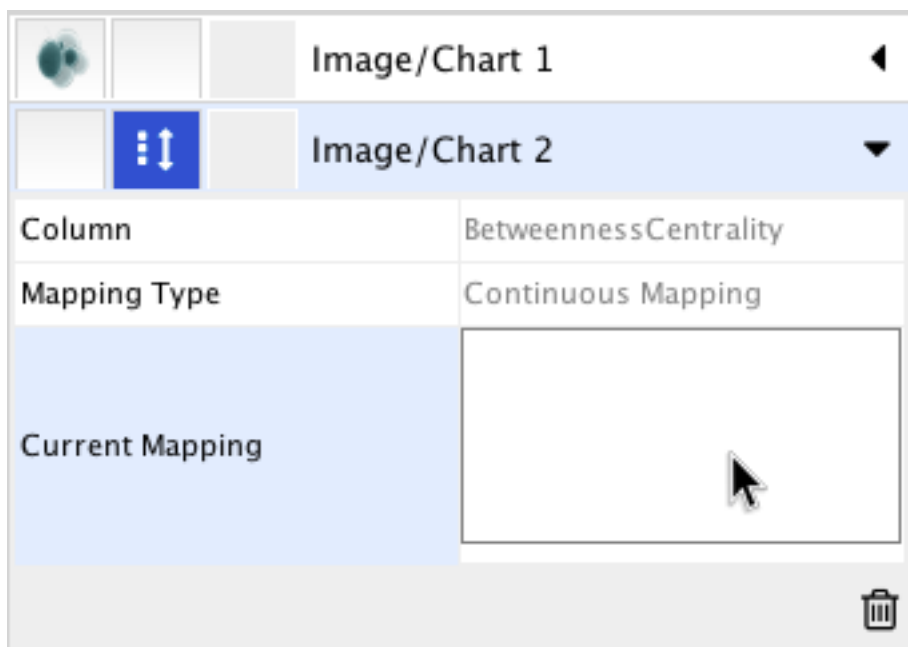 Image/Chart 1
Image/Chart 2
Column BetweennessCentrality
Mapping Type Continuous Mapping
Current Mapping